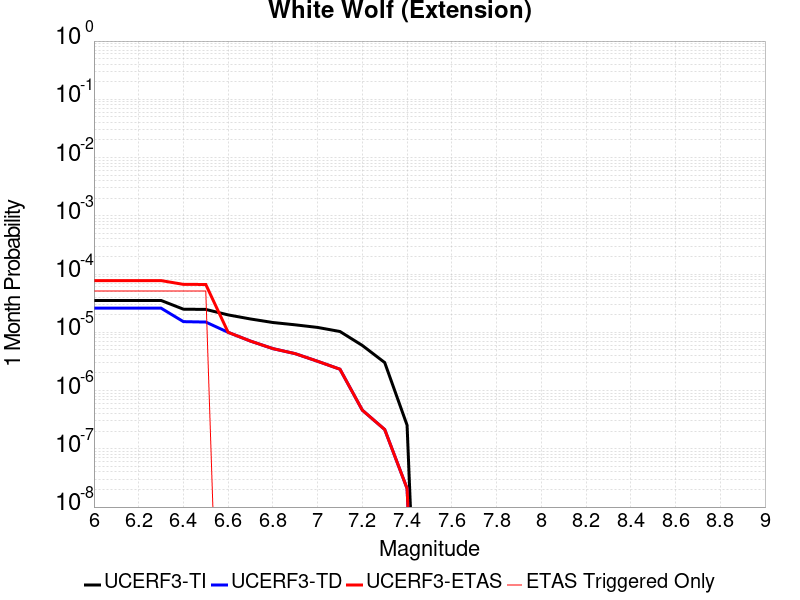 White Wolf (Extension)
1 Month Probability
10^0
10^-1
10^-2
10^-3
10^-4
10^-5
10^-6
10^-7
10^-8
6 6.2 6.4 6.6 6.8 7 7.2 7.4 7.6 7.8 8 8.2 8.4 8.6 8.8 9
Magnitude
UCERF3-TI UCERF3-TD UCERF3-ETAS ETAS Triggered Only